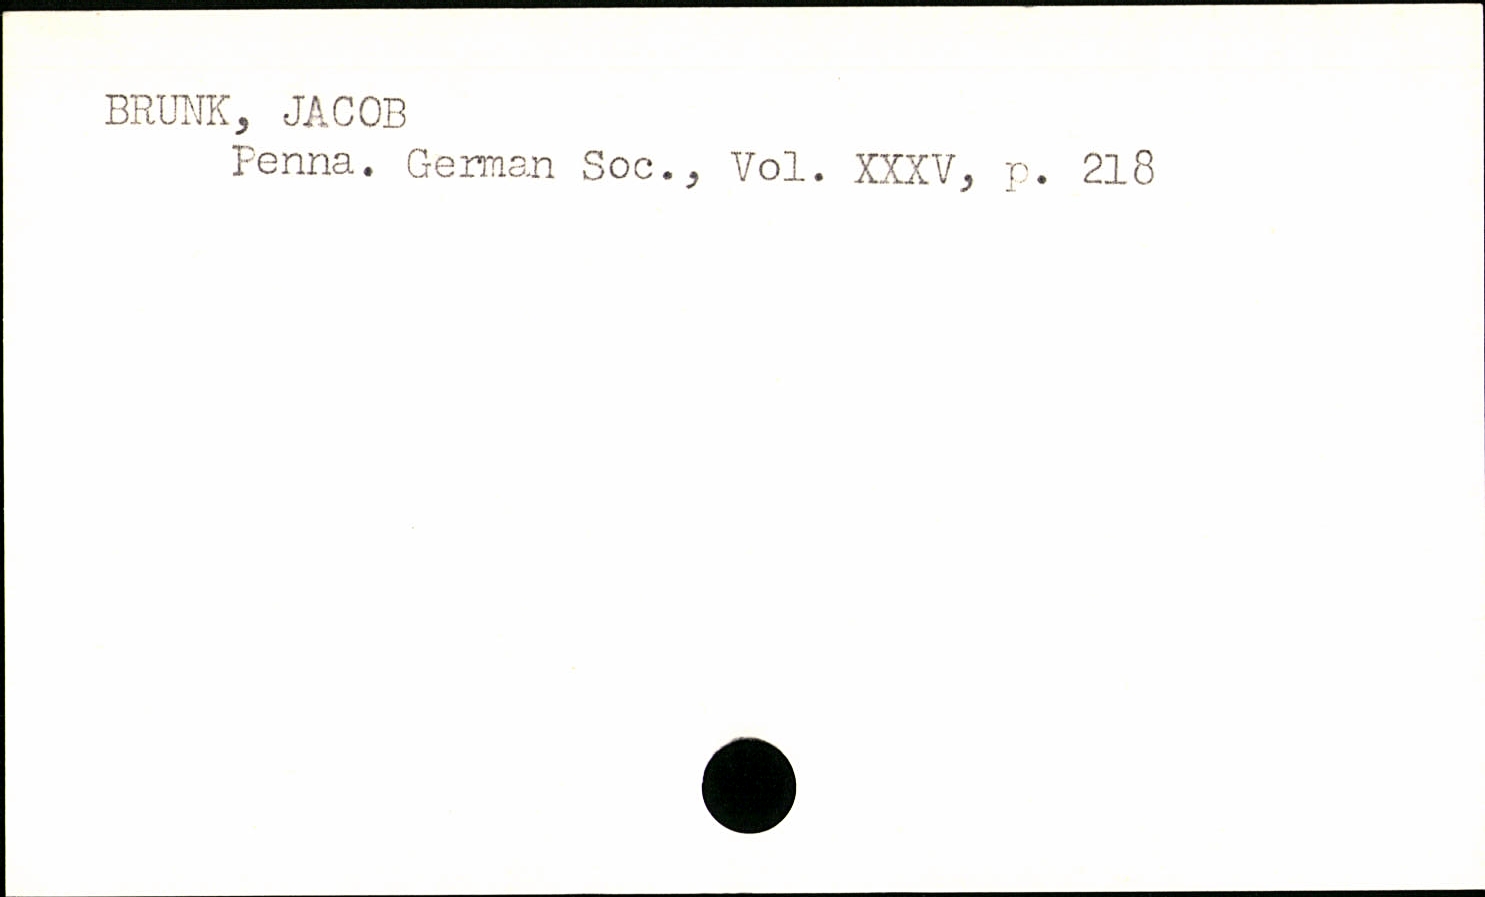 BRUNK, JACOB
Penna. German Soc., Vol. XXXV, p. 218